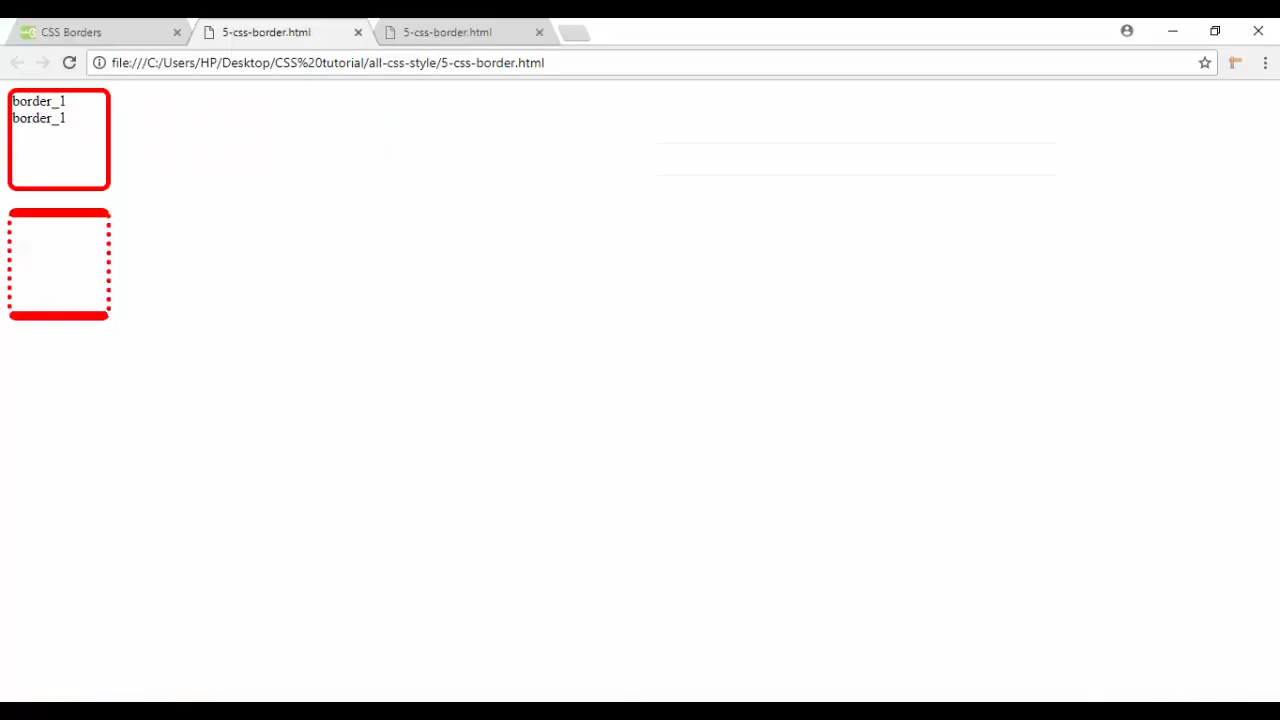 CSS Borders
5-css-border.html
5-css-border.html
file:///C:/Users/HP/Desktop/CSS%20tutorial/all-css-style/5-css-border.html
border_1
border_1